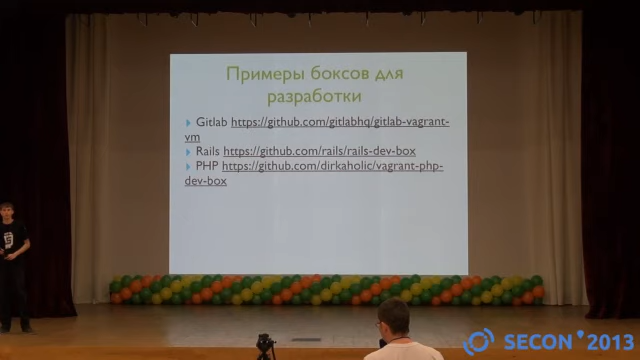 Примеры боксов для
разработки
Gitlab https://github.com/gitlabhq/gitlab-vagrant-
vm
Rails https://github.com/rails/rails-dev-box
PHP https://github.com/dirkaholic/vagrant-php-
dev-box
SECON'2013